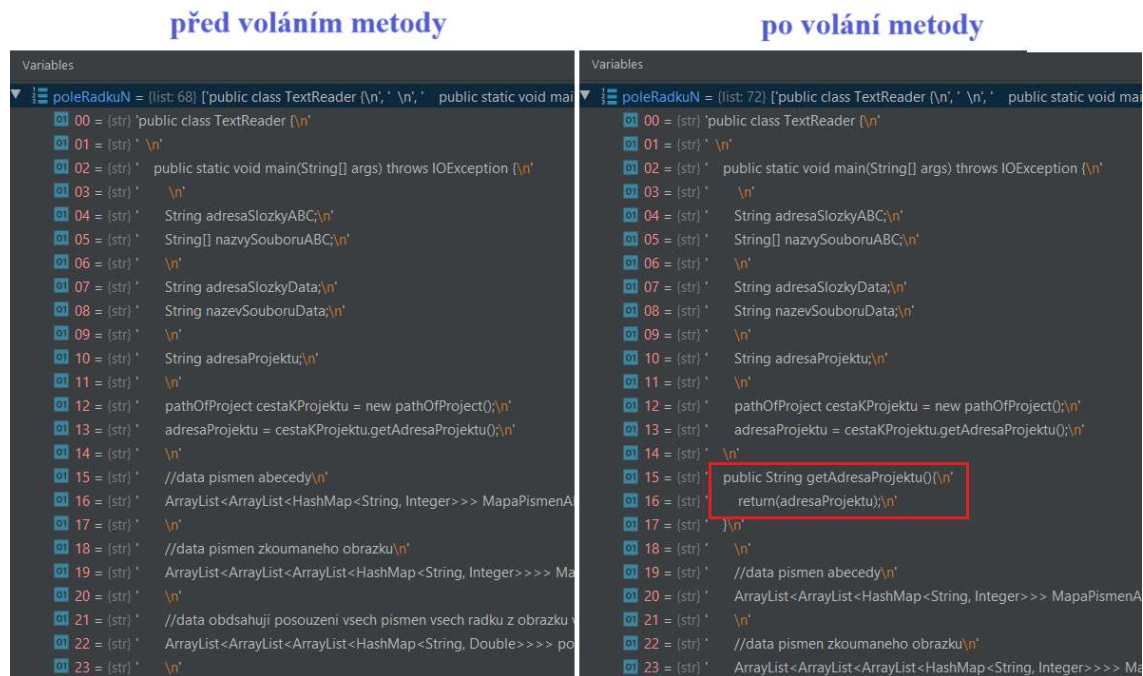 před voláním metody
Variables
poleRadkuN = {list: 68} ['public class TextReader {\n', ' \n', '    public static void mai
00 = {str} 'public class TextReader {\n'
01 = {str} ' \n'
02 = {str} '    public static void main(String[] args) throws IOException {\n'
03 = {str} '        \n'
04 = {str} '        String adresaSlozkyABC;\n'
05 = {str} '        String[] nazvySouboruABC;\n'
06 = {str} '        \n'
07 = {str} '        String adresaSlozkyData;\n'
08 = {str} '        String nazevSouboruData;\n'
09 = {str} '        \n'
10 = {str} '        String adresaProjektu;\n'
11 = {str} '        \n'
12 = {str} '        pathOfProject cestaKProjektu = new pathOfProject();\n'
13 = {str} '        adresaProjektu = cestaKProjektu.getAdresaProjektu();\n'
14 = {str} '        \n'
15 = {str} '        //data pismen abecedy\n'
16 = {str} '        ArrayList<ArrayList<HashMap<String, Integer>>> MapaPismenA
17 = {str} '        \n'
18 = {str} '        //data pismen zkoumaneho obrazku\n'
19 = {str} '        ArrayList<ArrayList<ArrayList<HashMap<String, Integer>>>> Ma
20 = {str} '        \n'
21 = {str} '        //data obdsahuji posouzeni vsech pismen vsech radku z obrazku
22 = {str} '        ArrayList<ArrayList<ArrayList<HashMap<String, Double>>>> po
23 = {str} '        \n'
po volání metody
Variables
poleRadkuN = {list: 72} ['public class TextReader {\n', ' \n', '    public static void mai
00 = {str} 'public class TextReader {\n'
01 = {str} ' \n'
02 = {str} '    public static void main(String[] args) throws IOException {\n'
03 = {str} '        \n'
04 = {str} '        String adresaSlozkyABC;\n'
05 = {str} '        String[] nazvySouboruABC;\n'
06 = {str} '        \n'
07 = {str} '        String adresaSlozkyData;\n'
08 = {str} '        String nazevSouboruData;\n'
09 = {str} '        \n'
10 = {str} '        String adresaProjektu;\n'
11 = {str} '        \n'
12 = {str} '        pathOfProject cestaKProjektu = new pathOfProject();\n'
13 = {str} '        adresaProjektu = cestaKProjektu.getAdresaProjektu();\n'
14 = {str} '    \n'
15 = {str} '    public String getAdresaProjektu(){\n'
16 = {str} '        return(adresaProjektu);\n'
17 = {str} '    }\n'
18 = {str} '        \n'
19 = {str} '        //data pismen abecedy\n'
20 = {str} '        ArrayList<ArrayList<HashMap<String, Integer>>> MapaPismenA
21 = {str} '        \n'
22 = {str} '        //data pismen zkoumaneho obrazku\n'
23 = {str} '        ArrayList<ArrayList<ArrayList<HashMap<String, Integer>>>> Ma